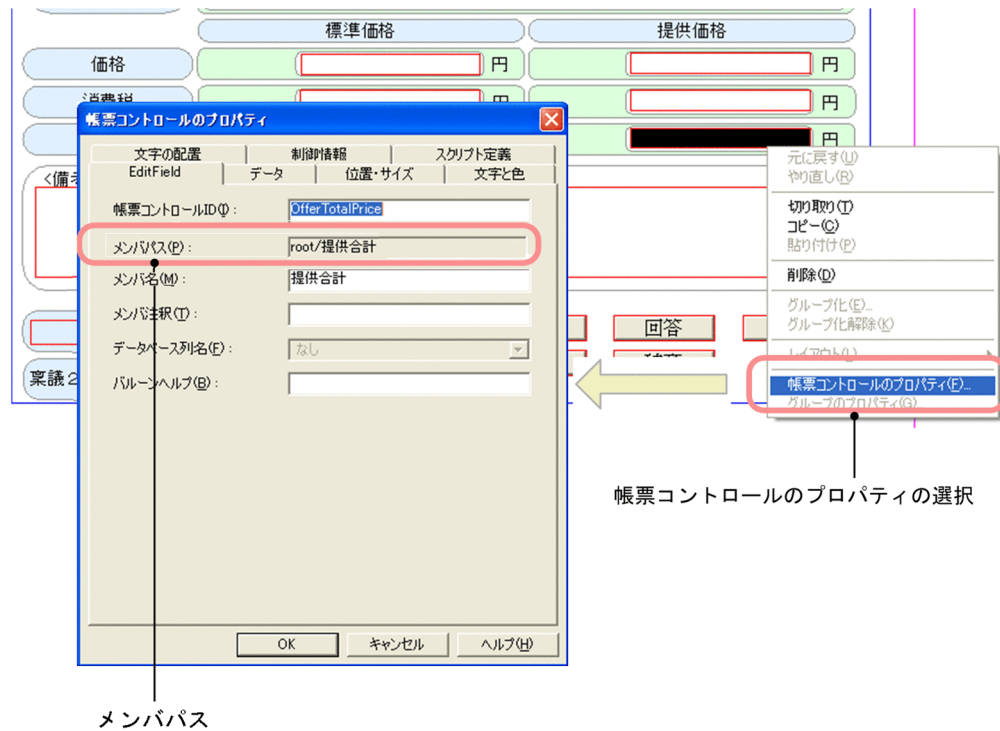 標準価格 提供価格
価格 円 円
消費税 円 円
円
<備考
回答
稟議2
帳票コントロールのプロパティ
文字の配置 制御情報 スクリプト定義
EditField データ 位置・サイズ 文字と色
帳票コントロールID(I): OfferTotalPrice
メンバパス(P): root/提供合計
メンバ名(M): 提供合計
メンバ注釈(T):
データベース列名(F): なし
バルーンヘルプ(B):
OK キャンセル ヘルプ(H)
元に戻す(U)
やり直し(R)
切り取り(T)
コピー(C)
貼り付け(P)
削除(D)
グループ化(E)...
グループ化解除(K)
レイアウト(L)
帳票コントロールのプロパティ(F)...
グループのプロパティ(G)
帳票コントロールのプロパティの選択
メンバパス